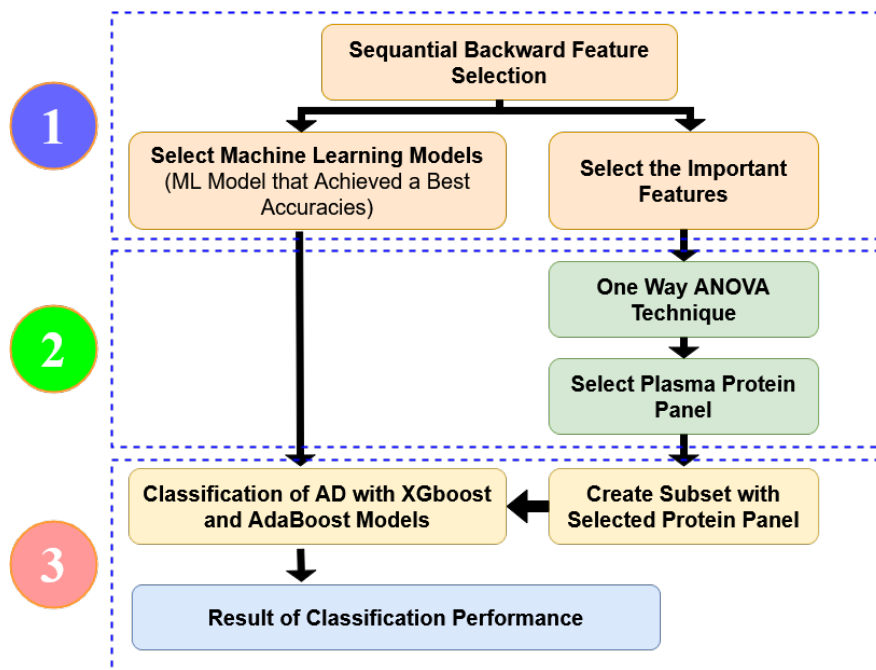 Sequantial Backward Feature
Selection
1
Select Machine Learning Models
(ML Model that Achieved a Best
Accuracies)
Select the Important
Features
One Way ANOVA
Technique
2
Select Plasma Protein
Panel
Classification of AD with XGboost
and AdaBoost Models
Create Subset with
Selected Protein Panel
3
Result of Classification Performance